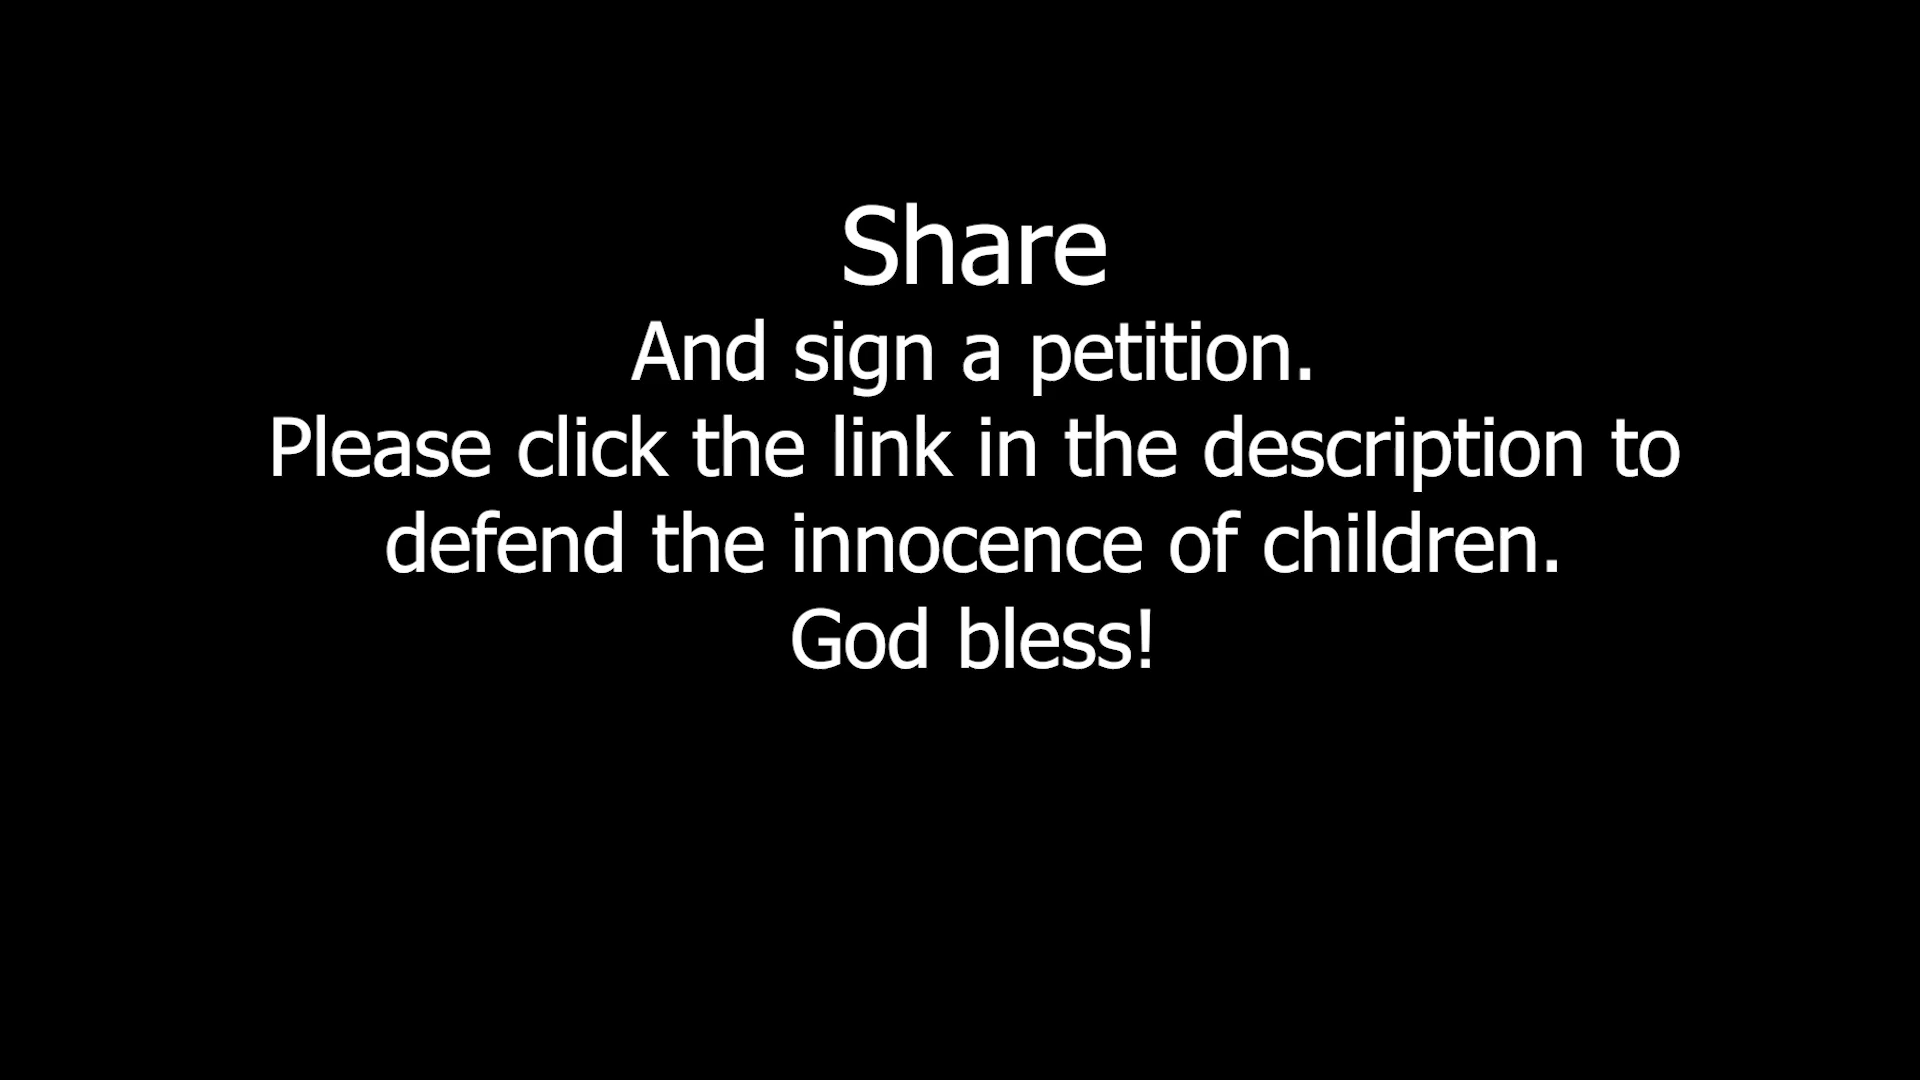 Share
And sign a petition.
Please click the link in the description to
defend the innocence of children.
God bless!